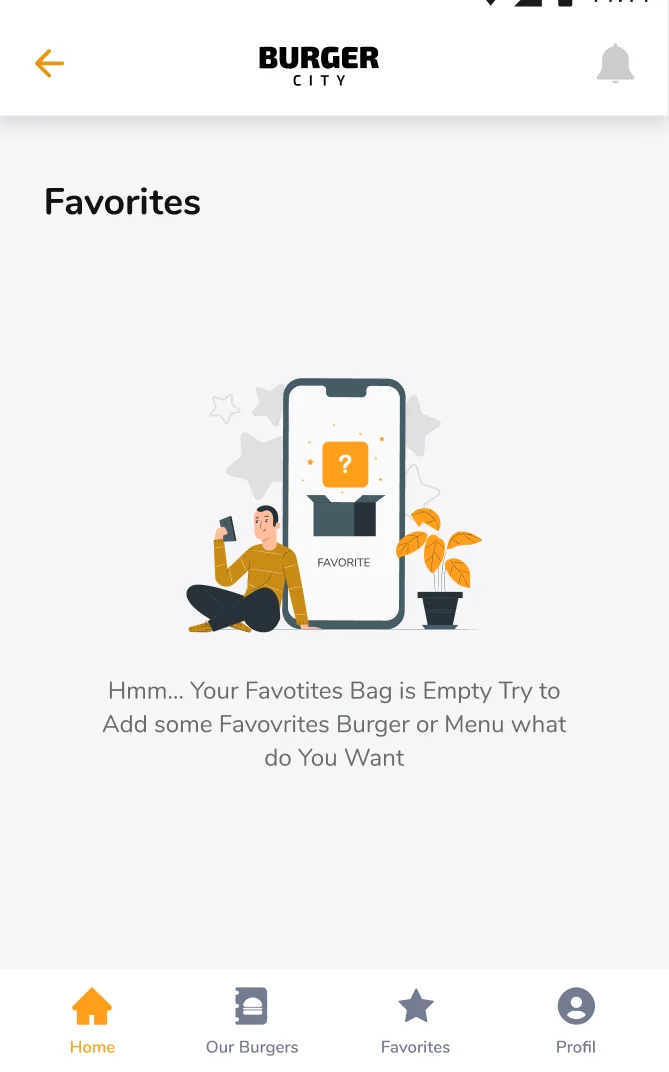 BURGER
CITY
Favorites
?
FAVORITE
Hmm... Your Favotites Bag is Empty Try to
Add some Favovrites Burger or Menu what
do You Want
Home
Our Burgers
Favorites
Profil